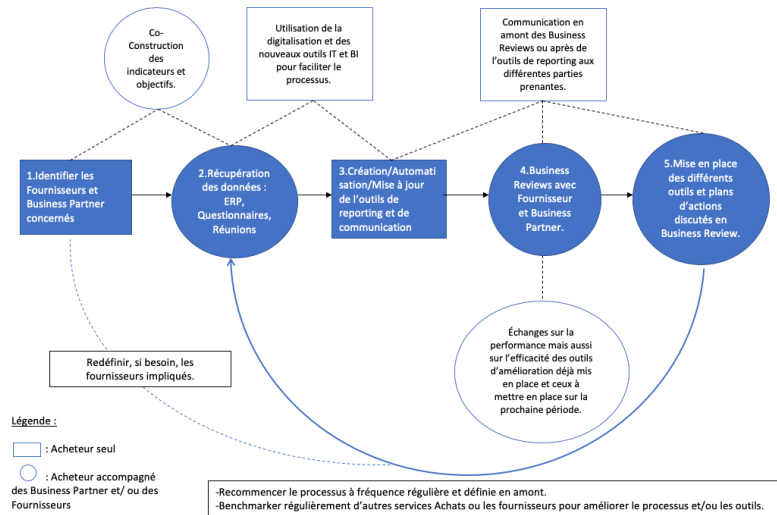 Co-
Construction
des
indicateurs et
objectifs.
Utilisation de la
digitalisation et des
nouveaux outils IT et BI
pour faciliter le
processus.
Communication en
amont des Business
Reviews ou après de
l'outils de reporting aux
différentes parties
prenantes.
1.Identifier les
Fournisseurs et
Business Partner
concernés
2.Récupération
des données :
ERP,
Questionnaires,
Réunions
3.Création/Automati
sation/Mise à jour
de l'outils de
reporting et de
communication
4.Business
Reviews avec
Fournisseur
et Business
Partner.
5.Mise en place
des différents
outils et plans
d'actions
discutés en
Business Review.
Redéfinir, si besoin, les
fournisseurs impliqués.
Échanges sur la
performance mais aussi
sur l'efficacité des outils
d'amélioration déjà mis
en place et ceux à
mettre en place sur la
prochaine période.
Légende :
: Acheteur seul
: Acheteur accompagné
des Business Partner et/ ou des
Fournisseurs
-Recommencer le processus à fréquence régulière et définie en amont.
-Benchmarker régulièrement d'autres services Achats ou les fournisseurs pour améliorer le processus et/ou les outils.